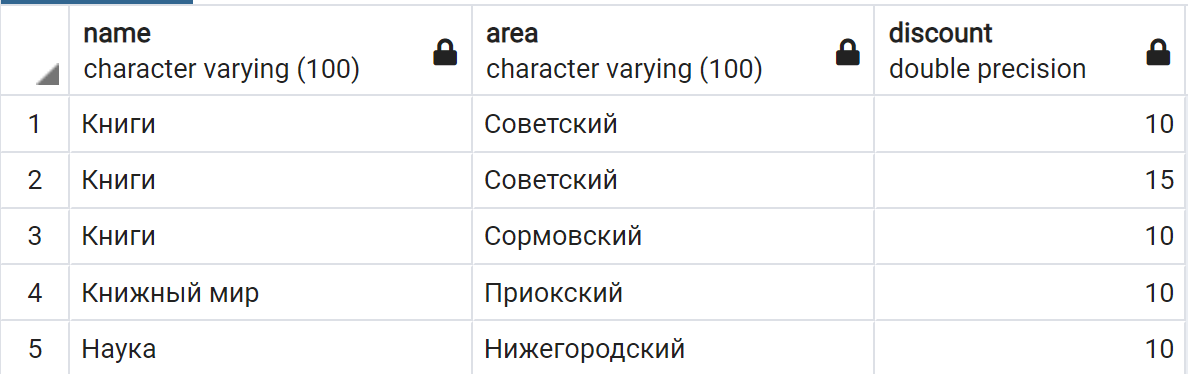 name area discount
character varying (100) character varying (100) double precision
1 Книги Советский 10
2 Книги Советский 15
3 Книги Сормовский 10
4 Книжный мир Приокский 10
5 Наука Нижегородский 10